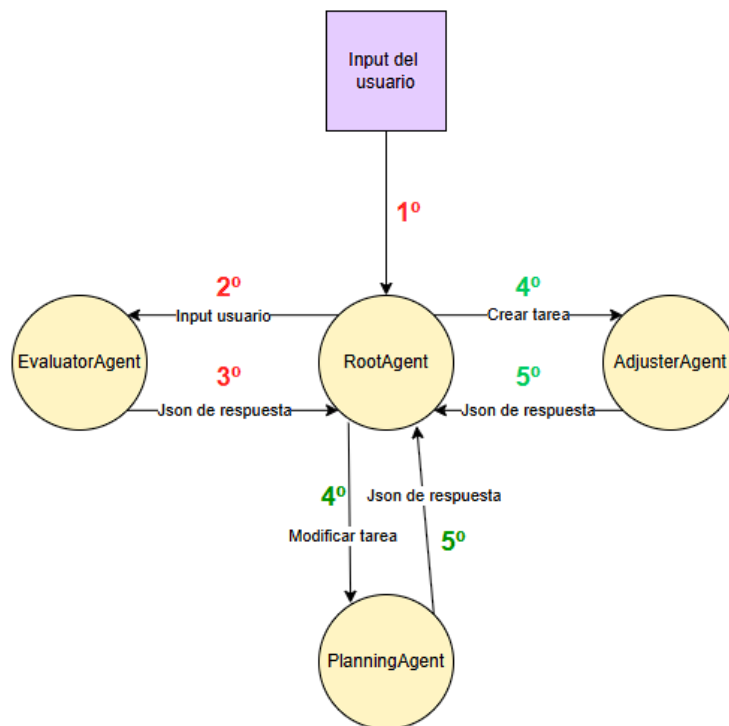 Input del
usuario
1º
2º
4º
Input usuario
Crear tarea
EvaluatorAgent
RootAgent
AdjusterAgent
3º
5º
Json de respuesta
Json de respuesta
4º
Json de respuesta
Modificar tarea
5º
PlanningAgent